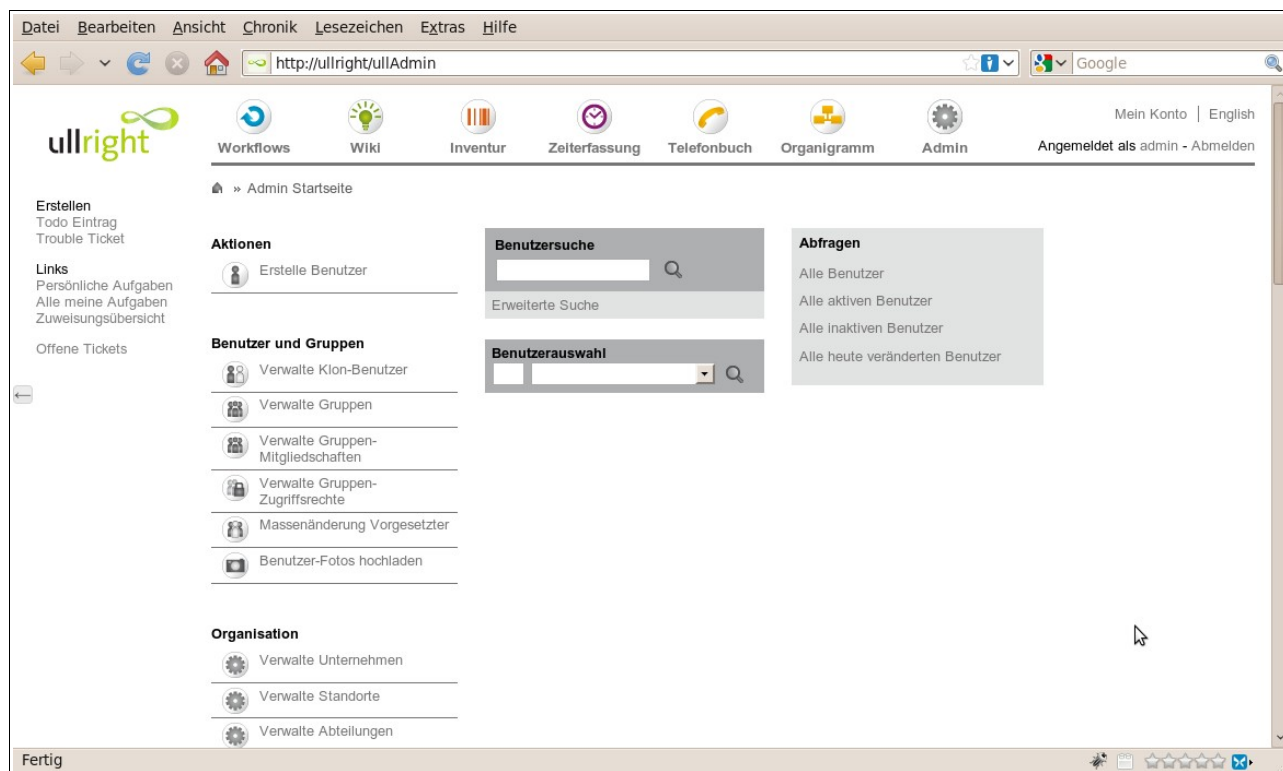 Datei Bearbeiten Ansicht Chronik Lesezeichen Extras Hilfe
http://ullright/ullAdmin
Google
ullright
Workflows Wiki Inventur Zeiterfassung Telefonbuch Organigramm Admin
Mein Konto | English
Angemeldet als admin - Abmelden
» Admin Startseite
Erstellen
Todo Eintrag
Trouble Ticket
Links
Persönliche Aufgaben
Alle meine Aufgaben
Zuweisungsübersicht
Offene Tickets
Aktionen
Erstelle Benutzer
Benutzer und Gruppen
Verwalte Klon-Benutzer
Verwalte Gruppen
Verwalte Gruppen-
Mitgliedschaften
Verwalte Gruppen-
Zugriffsrechte
Massenänderung Vorgesetzter
Benutzer-Fotos hochladen
Organisation
Verwalte Unternehmen
Verwalte Standorte
Verwalte Abteilungen
Benutzersuche
Erweiterte Suche
Benutzerauswahl
Abfragen
Alle Benutzer
Alle aktiven Benutzer
Alle inaktiven Benutzer
Alle heute veränderten Benutzer
Fertig